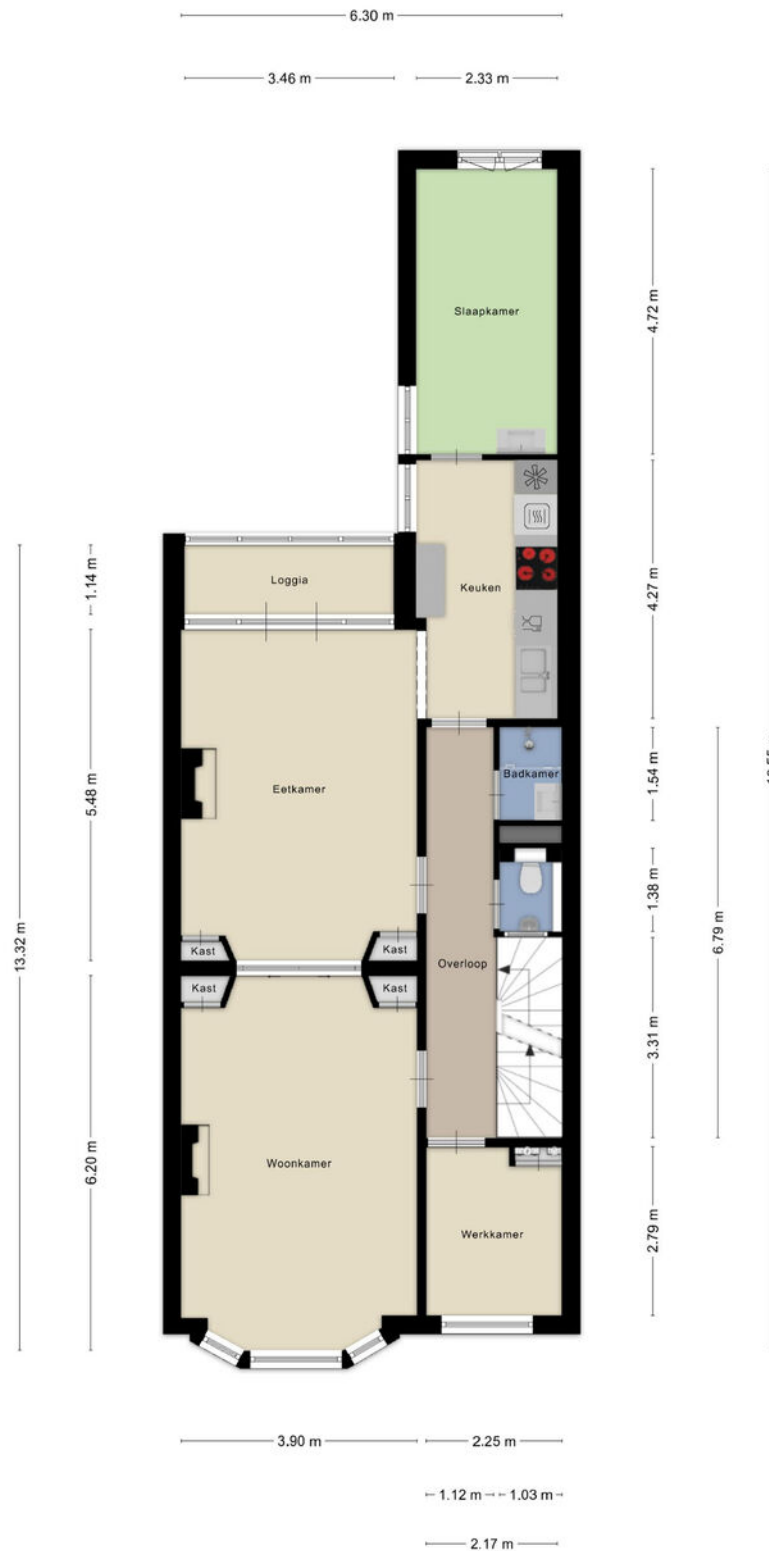 6.30 m
3.46 m
2.33 m
Slaapkamer
4.72 m
Loggia
1.14 m
Keuken
4.27 m
Eetkamer
5.48 m
Badkamer
1.54 m
1.38 m
6.79 m
13.32 m
Kast
Kast
Overloop
Kast
Kast
3.31 m
Woonkamer
6.20 m
Werkkamer
2.79 m
3.90 m
2.25 m
1.12 m
1.03 m
2.17 m